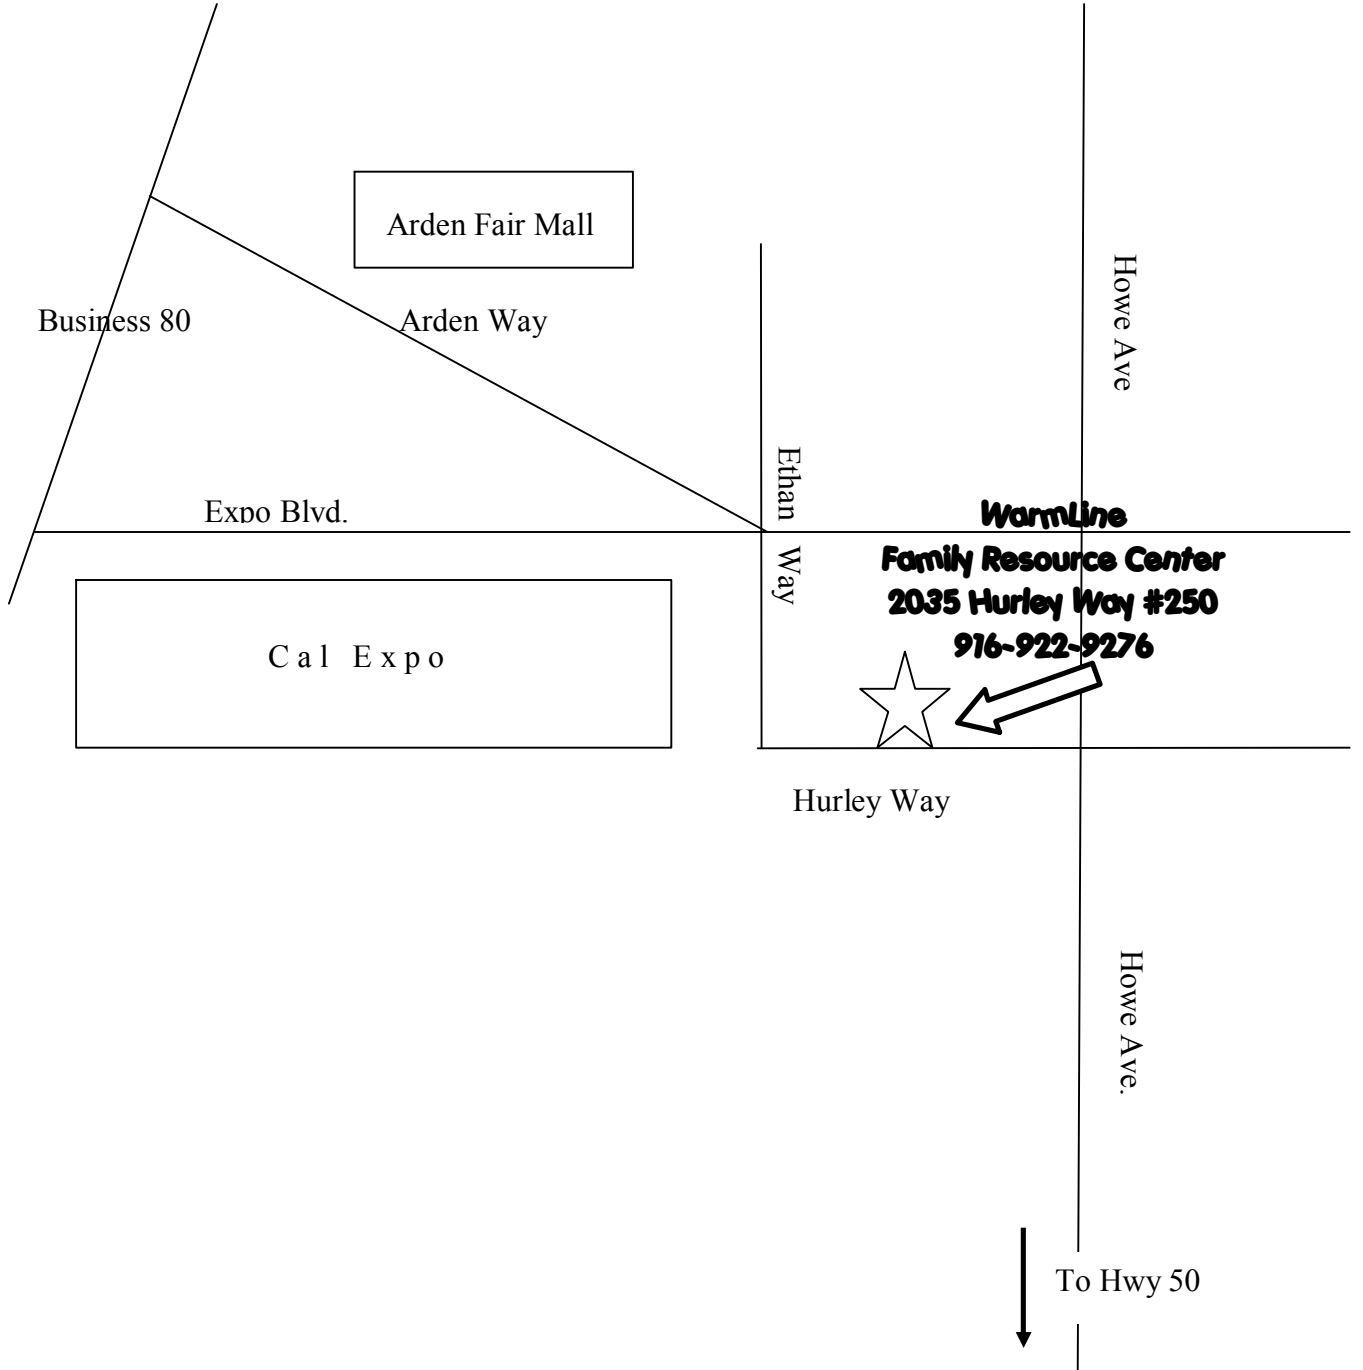 Arden Fair Mall
Howe Ave
Business 80
Arden Way
Ethan Way
Expo Blvd.
WarmLine
Family Resource Center
2035 Hurley Way #250
916-922-9276
Cal Expo
Hurley Way
Howe Ave.
To Hwy 50